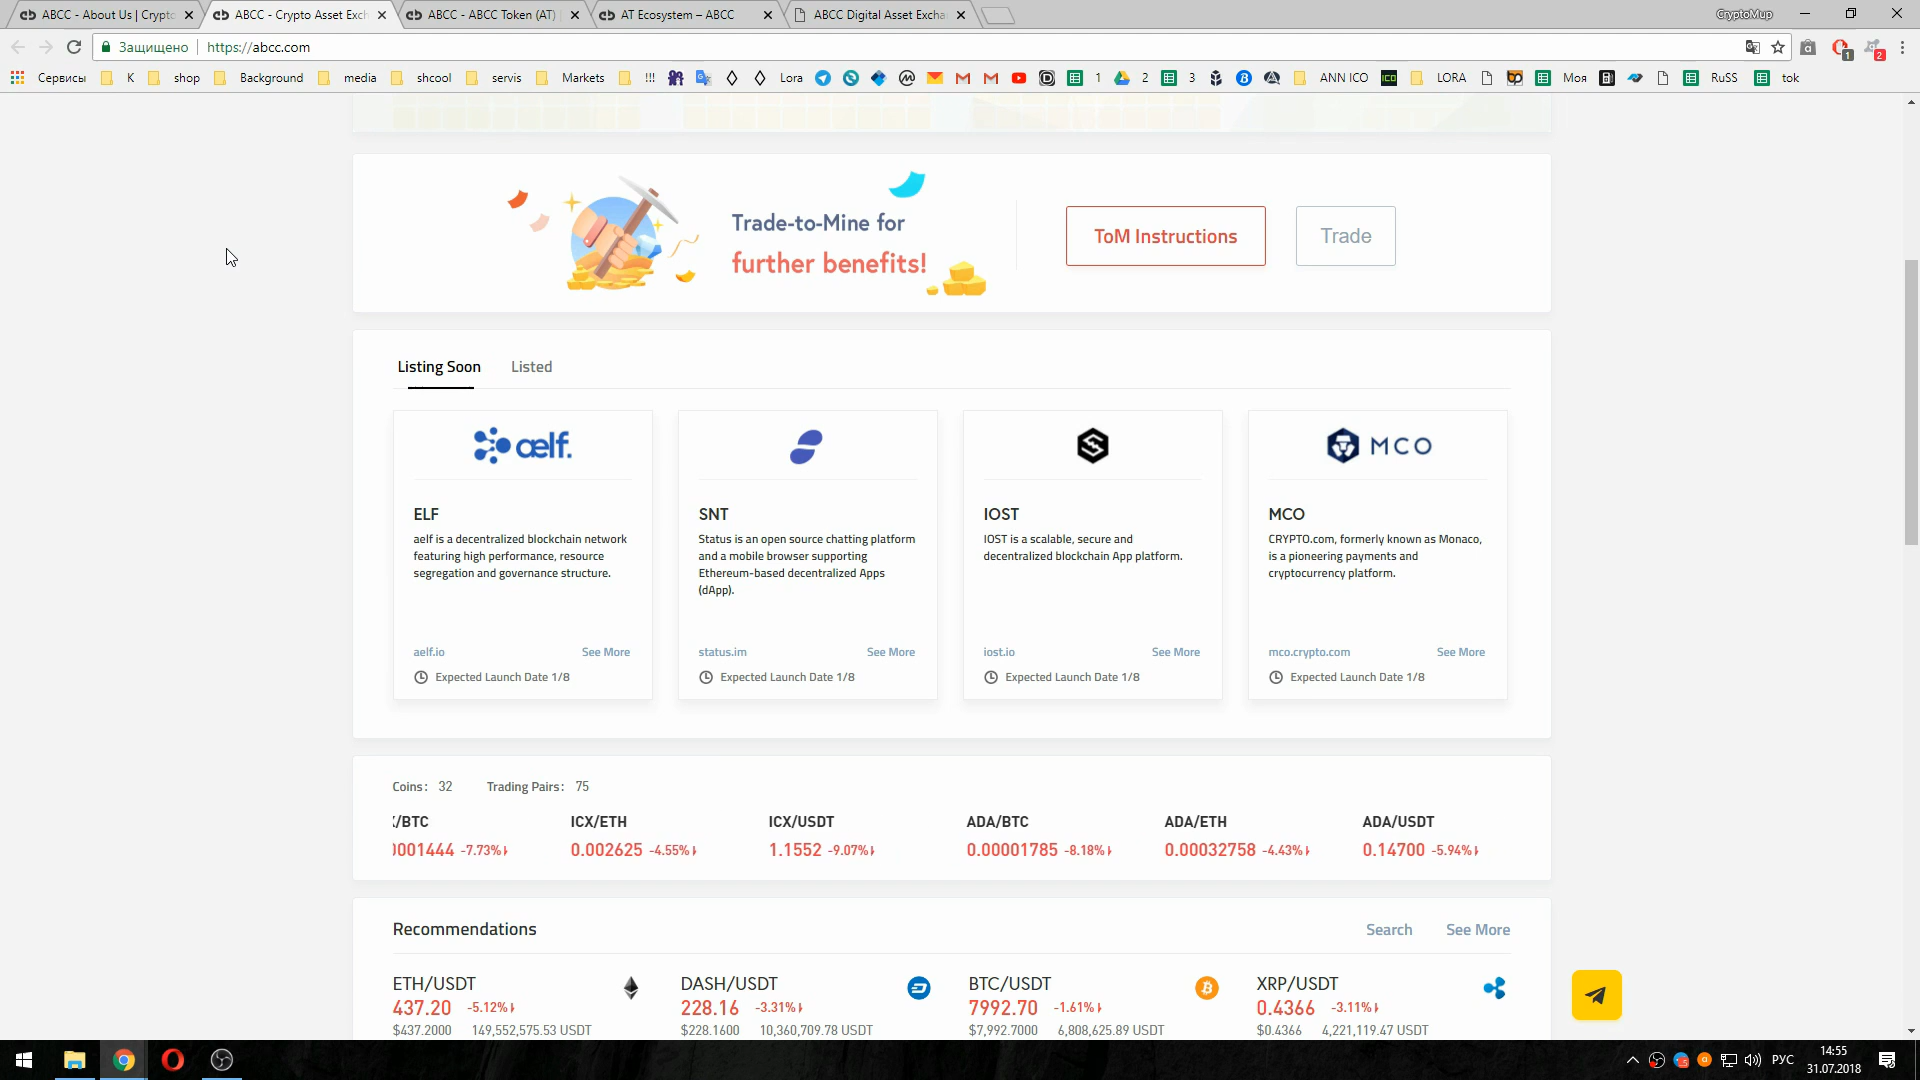 ABCC - About Us | Crypto
ABCC - Crypto Asset Exch
ABCC - ABCC Token (AT)
AT Ecosystem – ABCC
ABCC Digital Asset Excha
CryptoMup
Защищено
https://abcc.com
1
2
Сервисы
K
shop
Background
media
shcool
servis
Markets
!!!
Lora
1
2
3
ANN ICO
ICO
LORA
Моя
RuSS
tok
Trade-to-Mine for
further benefits!
ToM Instructions
Trade
Listing Soon
Listed
ælf.
MCO
ELF
SNT
IOST
MCO
aelf is a decentralized blockchain network
featuring high performance, resource
segregation and governance structure.
Status is an open source chatting platform
and a mobile browser supporting
Ethereum-based decentralized Apps
(dApp).
IOST is a scalable, secure and
decentralized blockchain App platform.
CRYPTO.com, formerly known as Monaco,
is a pioneering payments and
cryptocurrency platform.
aelf.io
See More
status.im
See More
iost.io
See More
mco.crypto.com
See More
Expected Launch Date 1/8
Expected Launch Date 1/8
Expected Launch Date 1/8
Expected Launch Date 1/8
Coins: 32
Trading Pairs: 75
/BTC
ICX/ETH
ICX/USDT
ADA/BTC
ADA/ETH
ADA/USDT
001444 -7.73%
0.002625 -4.55%
1.1552 -9.07%
0.00001785 -8.18%
0.00032758 -4.43%
0.14700 -5.94%
Recommendations
Search
See More
ETH/USDT
DASH/USDT
BTC/USDT
XRP/USDT
437.20 -5.12%
228.16 -3.31%
7992.70 -1.61%
0.4366 -3.11%
$437.2000 149,552,575.53 USDT
$228.1600 10,360,709.78 USDT
$7,992.7000 6,808,625.89 USDT
$0.4366 4,221,119.47 USDT
РУС
14:55
31.07.2018